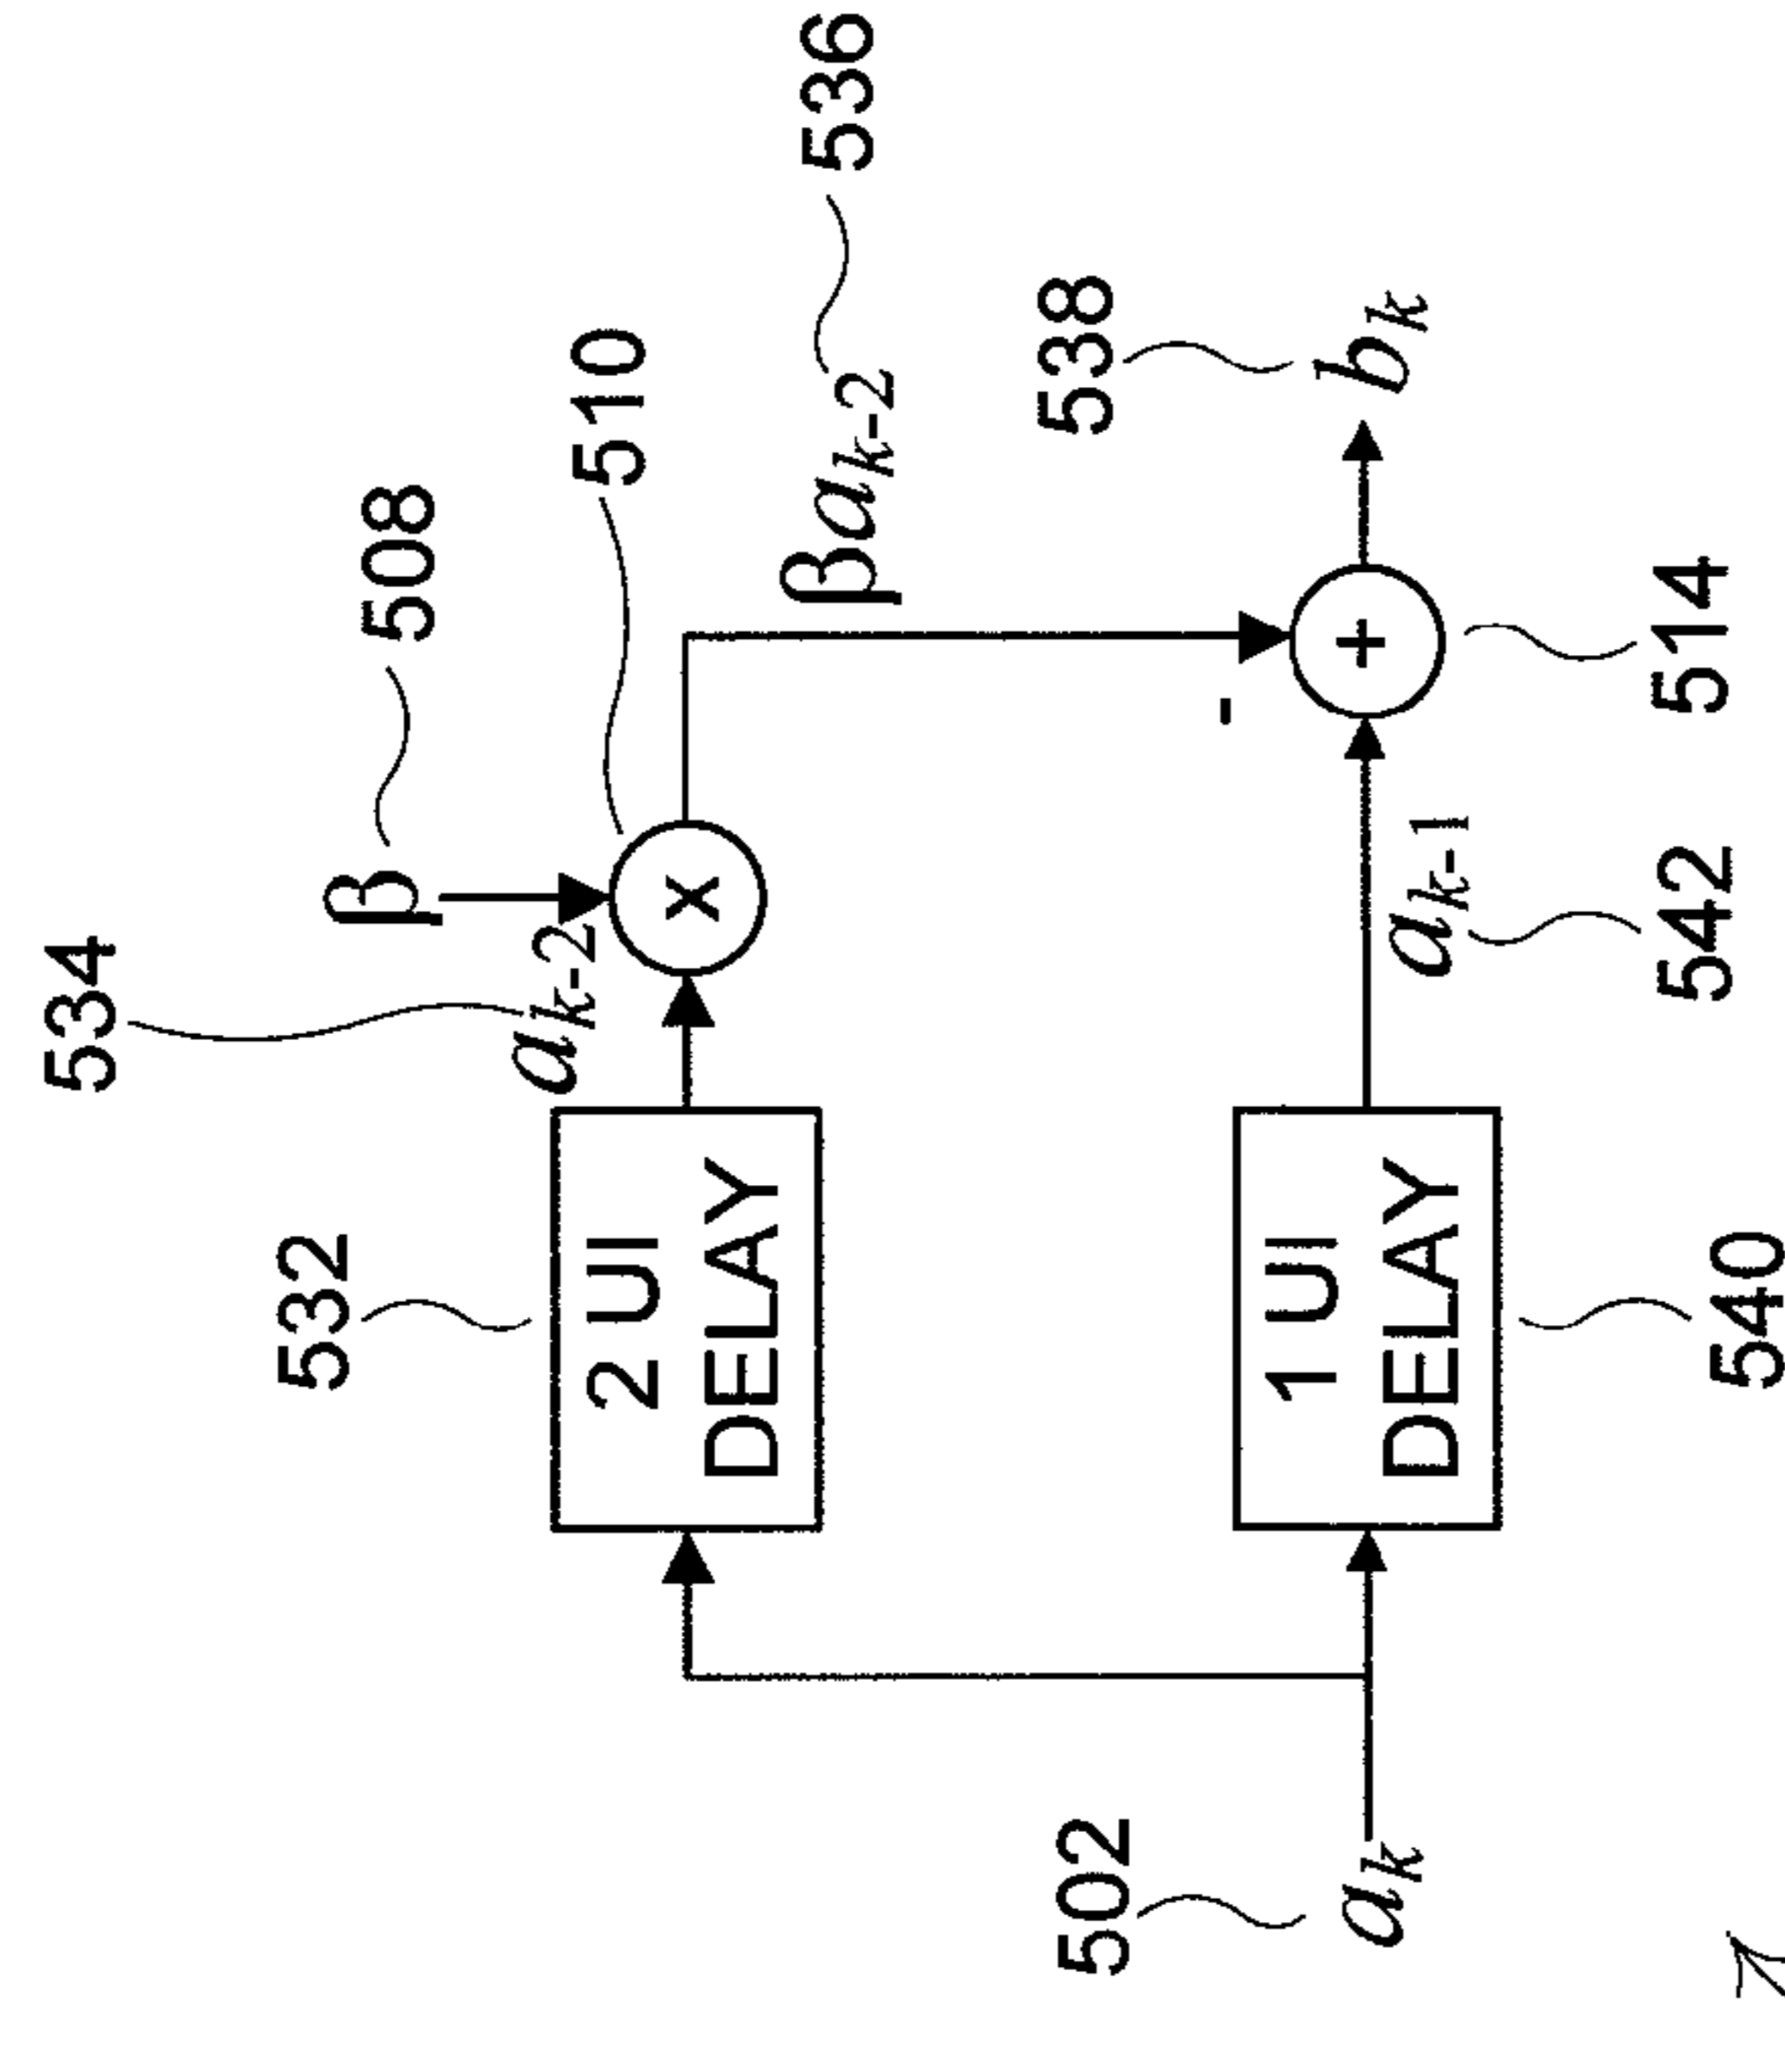 534
508
β
510
532
a_{k-2}
536
2 UI
DELAY
x
βa_{k-2}
538
502
-
1 UI
DELAY
+
b_k
a_k
a_{k-1}
540
542
514